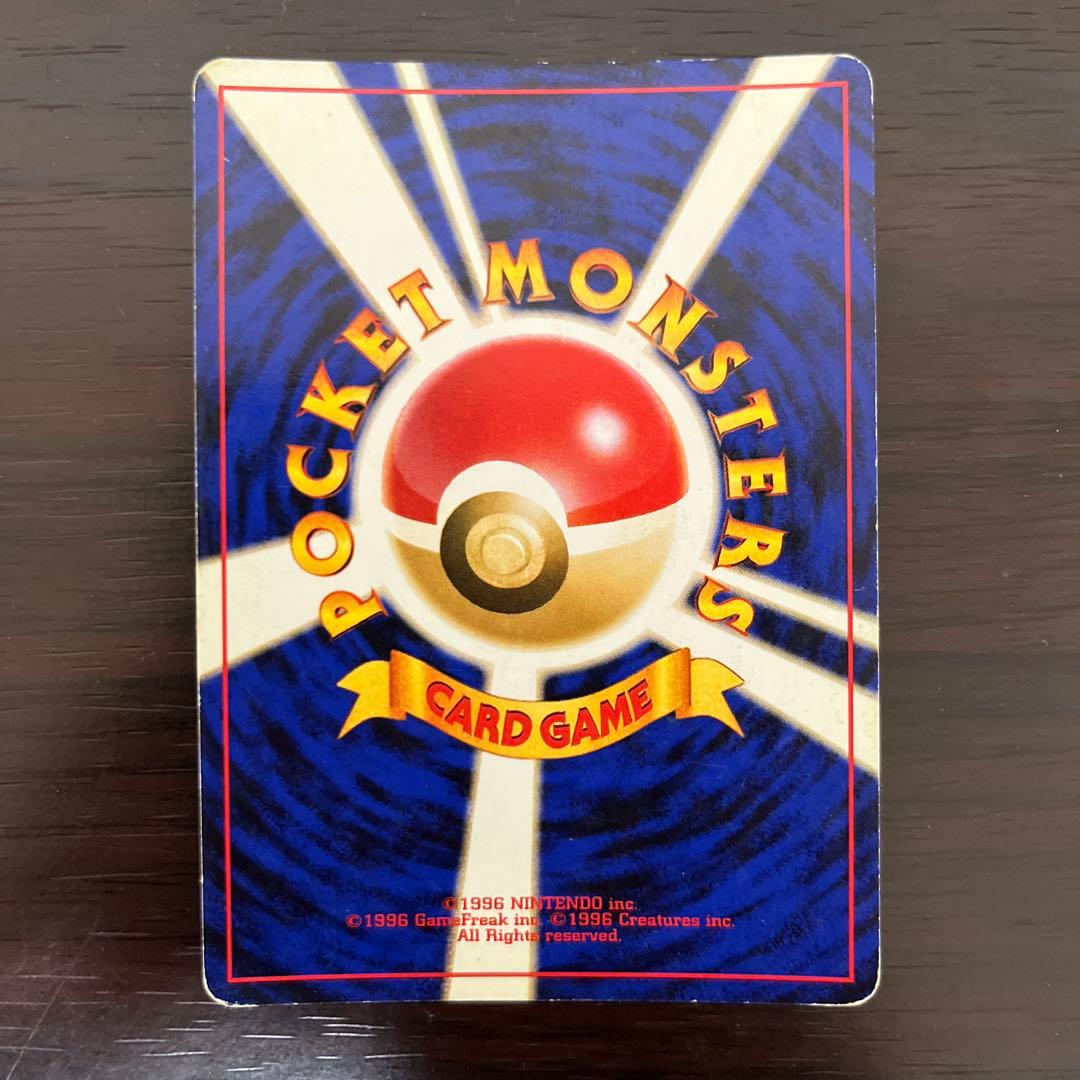 POCKET MONSTERS
CARD GAME
©1996 NINTENDO inc.
©1996 GameFreak inc. ©1996 Creatures inc.
All Rights reserved.